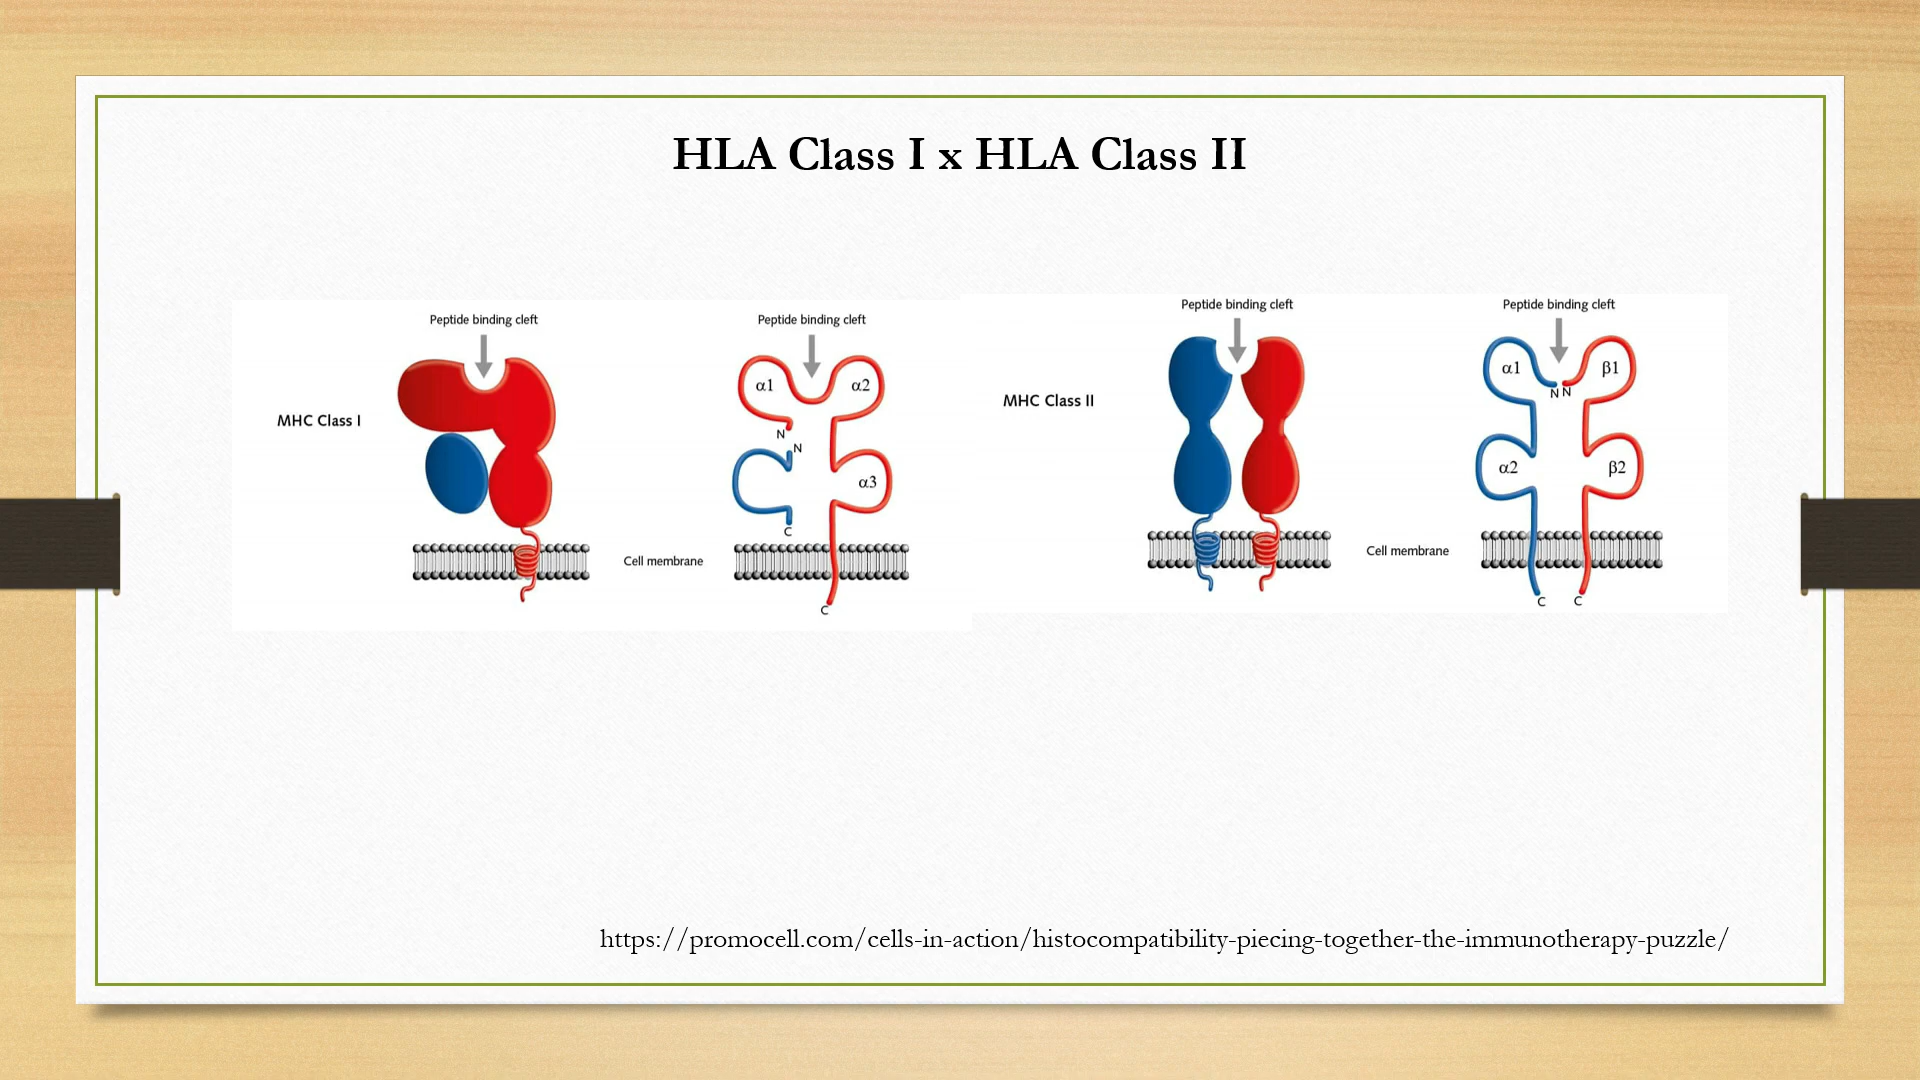 HLA Class I x HLA Class II
Peptide binding cleft
Peptide binding cleft
MHC Class I
α1
α2
N
N
α3
C
Cell membrane
C
Peptide binding cleft
Peptide binding cleft
MHC Class II
α1
β1
N N
α2
β2
Cell membrane
C
C
https://promocell.com/cells-in-action/histocompatibility-piecing-together-the-immunotherapy-puzzle/